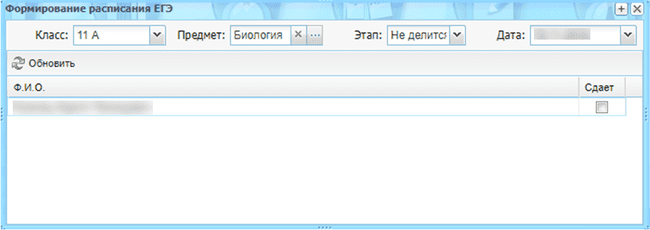 Формирование расписания ЕГЭ
Класс: 11 А Предмет: Биология Этап: Не делится Дата:
Обновить
Ф.И.О. Сдает